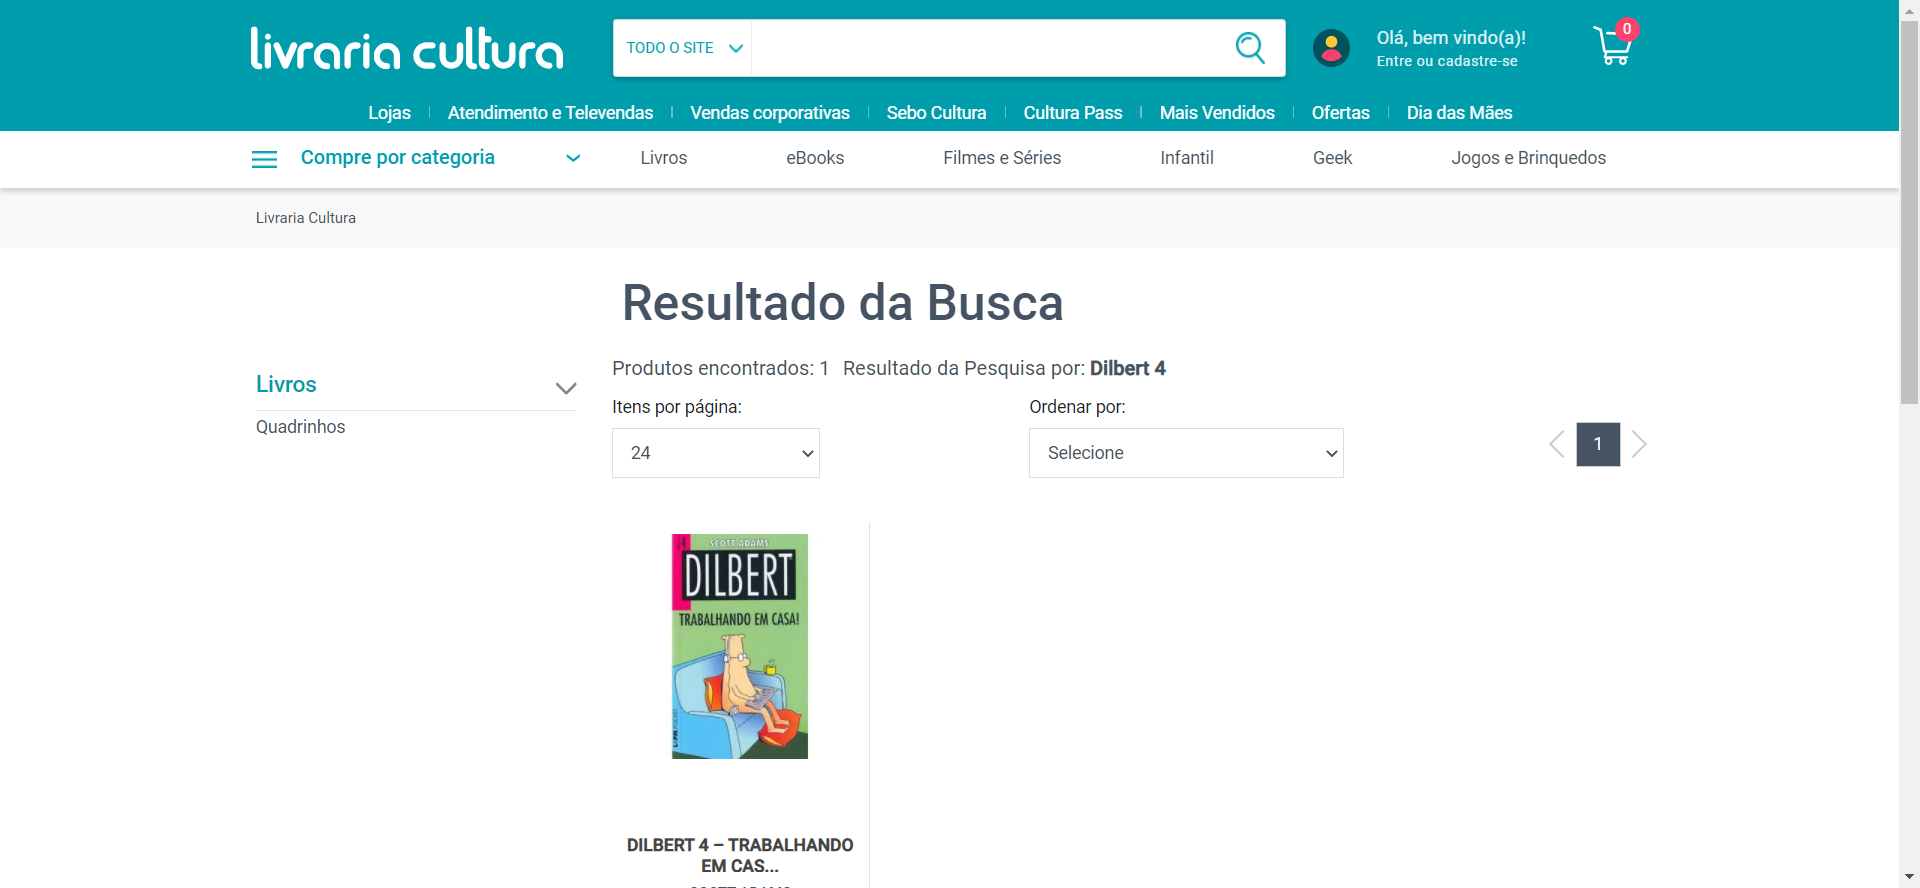 livraria cultura
TODO O SITE
Olá, bem vindo(a)!
Entre ou cadastre-se
0
Lojas
Atendimento e Televendas
Vendas corporativas
Sebo Cultura
Cultura Pass
Mais Vendidos
Ofertas
Dia das Mães
Compre por categoria
Livros
eBooks
Filmes e Séries
Infantil
Geek
Jogos e Brinquedos
Livraria Cultura
Resultado da Busca
Livros
Quadrinhos
Produtos encontrados: 1 Resultado da Pesquisa por: Dilbert 4
Itens por página:
Ordenar por:
24
Selecione
1
4
SCOTT ADAMS
DILBERT
TRABALHANDO EM CASA!
L&PM POCKET
DILBERT 4 – TRABALHANDO
EM CAS...